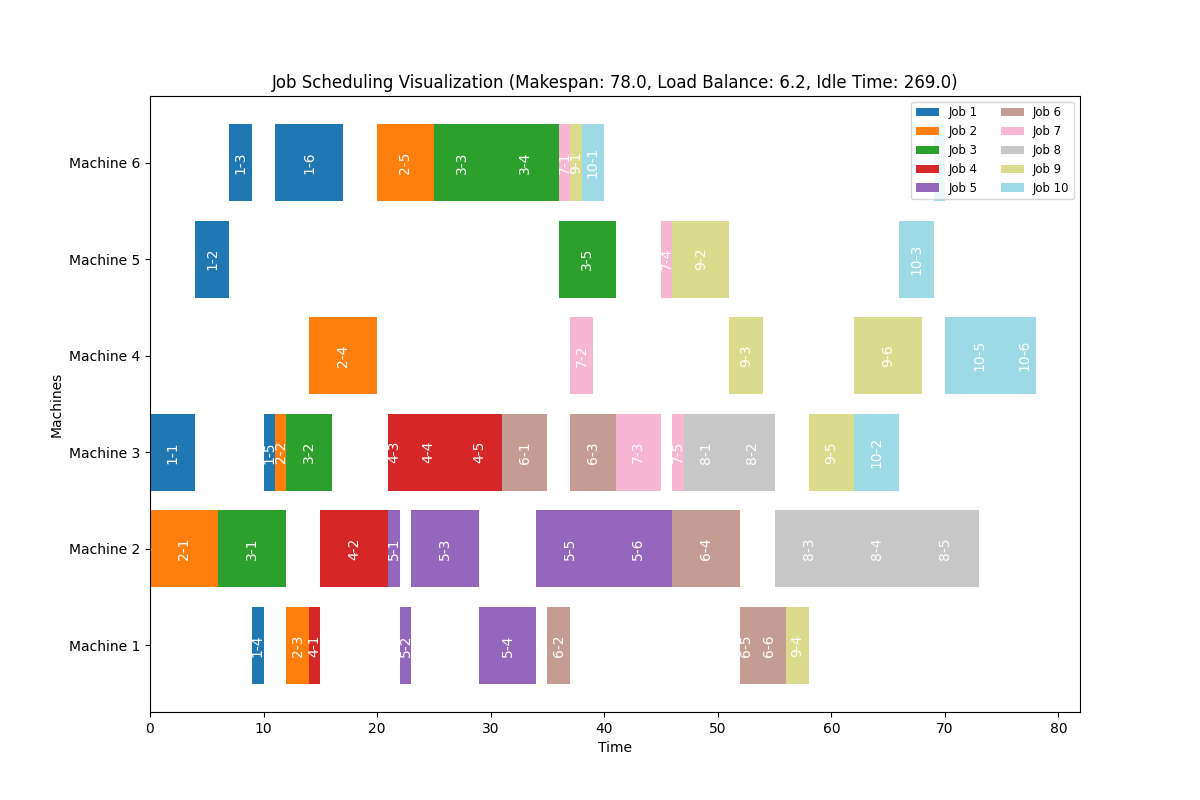 Job Scheduling Visualization (Makespan: 78.0, Load Balance: 6.2, Idle Time: 269.0)
Job 1 Job 6
Job 2 Job 7
Job 3 Job 8
Job 4 Job 9
Job 5 Job 10
Machine 6 1-3 1-6 2-5 3-3 3-4 7-1 9-1 10-1
Machine 5 1-2 3-5 7-4 9-2 10-3
Machine 4 2-4 7-2 9-3 9-6 10-5 10-6
Machine 3 1-1 1-5 2-2 3-2 4-3 4-4 4-5 6-1 6-3 7-3 7-5 8-1 8-2 9-5 10-2
Machine 2 2-1 3-1 4-2 5-1 5-3 5-5 5-6 6-4 8-3 8-4 8-5
Machine 1 1-4 2-3 4-1 5-2 5-4 6-2 6-5 6-6 9-4
Machines
0 10 20 30 40 50 60 70 80
Time